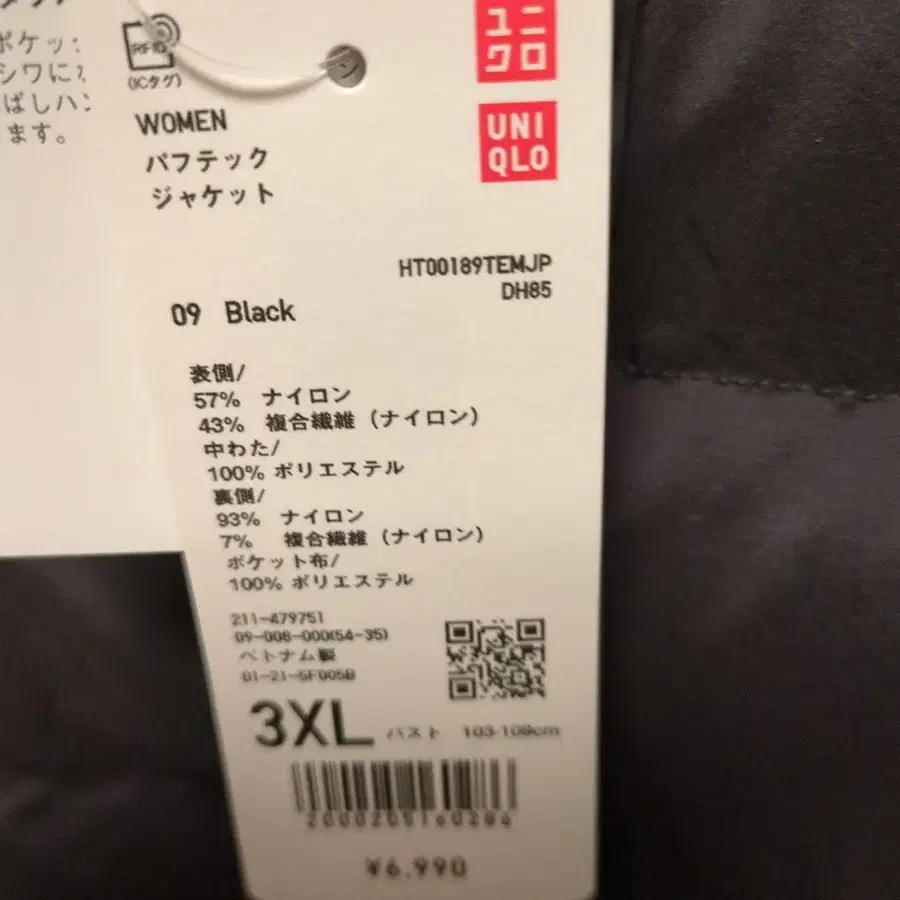 ポケッ
シワに
ばしハン
ます。
RFID
(ICタグ)
WOMEN
パフテック
ジャケット
ユニ
クロ
UNI
QLO
HT00189TEMJP
DH85
09 Black
表側/
57% ナイロン
43% 複合繊維（ナイロン）
中わた/
100% ポリエステル
裏側/
93% ナイロン
7% 複合繊維（ナイロン）
ポケット布/
100% ポリエステル
211-479751
09-008-000(54-35)
ベトナム製
01-21-5F005B
3XL バスト 103-109cm
¥6,990